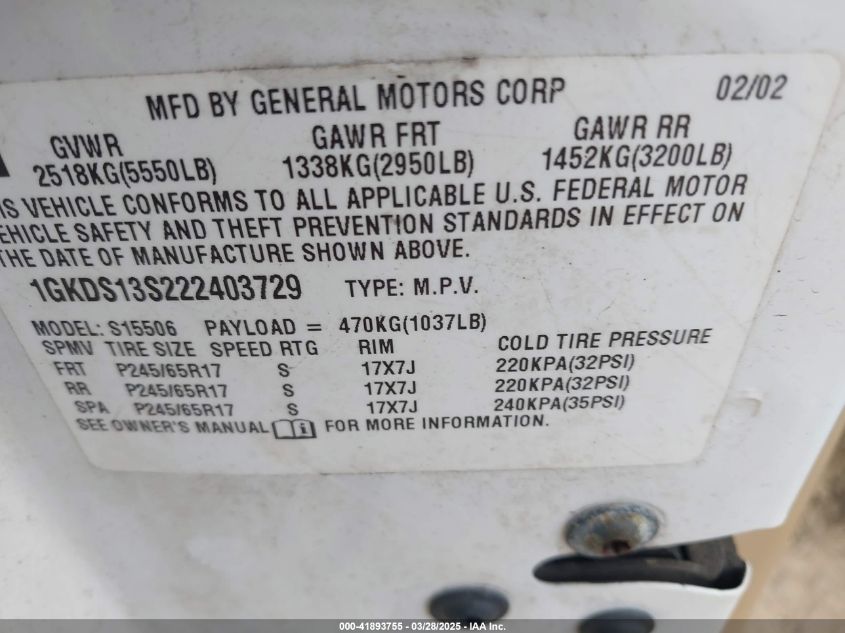 MFD BY GENERAL MOTORS CORP 02/02
GVWR GAWR FRT GAWR RR
2518KG(5550LB) 1338KG(2950LB) 1452KG(3200LB)
IS VEHICLE CONFORMS TO ALL APPLICABLE U.S. FEDERAL MOTOR
EHICLE SAFETY AND THEFT PREVENTION STANDARDS IN EFFECT ON
THE DATE OF MANUFACTURE SHOWN ABOVE.
1GKDS13S222403729 TYPE: M.P.V.
MODEL: S15506 PAYLOAD = 470KG(1037LB)
SPMV TIRE SIZE SPEED RTG RIM COLD TIRE PRESSURE
FRT P245/65R17 S 17X7J 220KPA(32PSI)
RR P245/65R17 S 17X7J 220KPA(32PSI)
SPA P245/65R17 S 17X7J 240KPA(35PSI)
SEE OWNER'S MANUAL i FOR MORE INFORMATION.
000-41893755 - 03/28/2025 - IAA Inc.